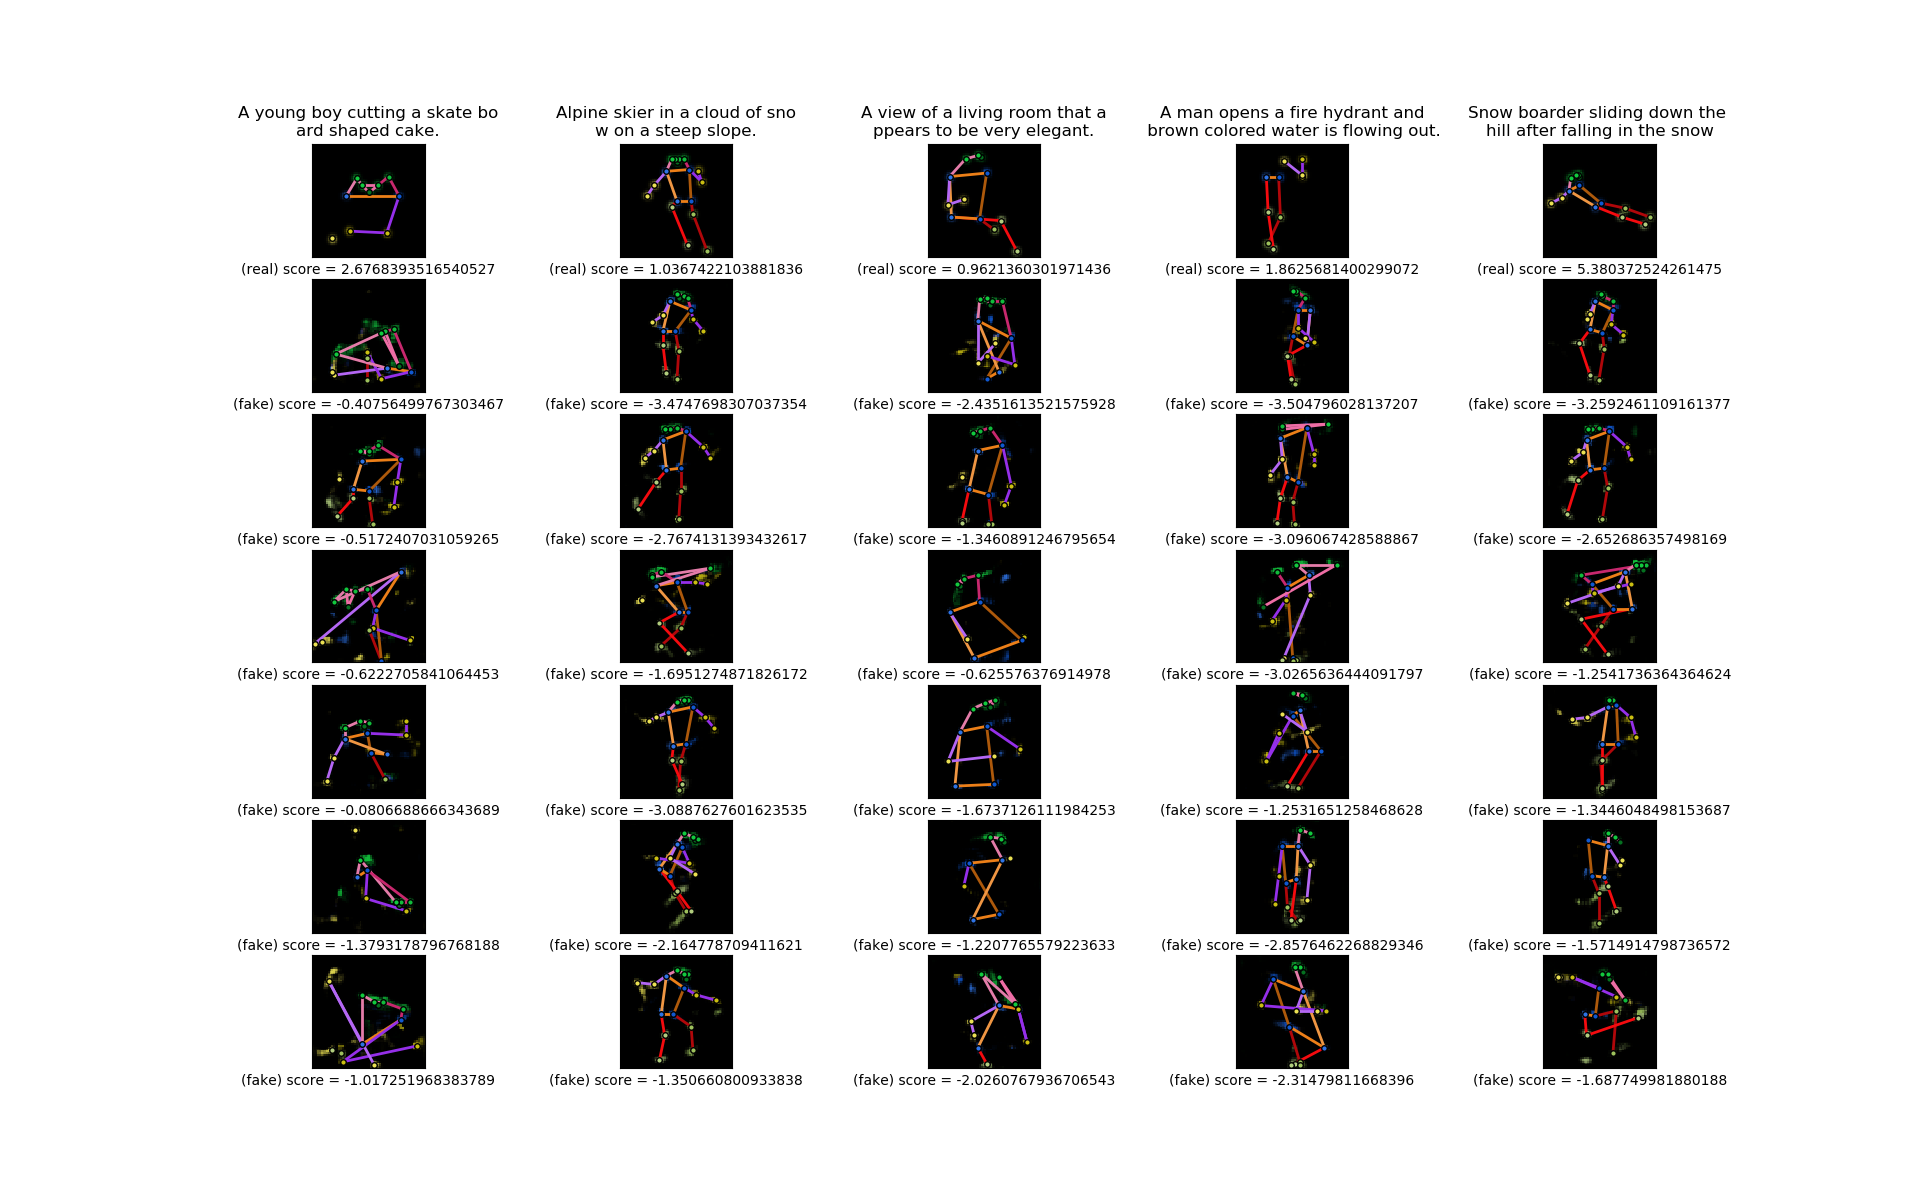 A young boy cutting a skate bo
ard shaped cake.
Alpine skier in a cloud of sno
w on a steep slope.
A view of a living room that a
ppears to be very elegant.
A man opens a fire hydrant and
brown colored water is flowing out.
Snow boarder sliding down the
hill after falling in the snow
(real) score = 2.6768393516540527
(real) score = 1.0367422103881836
(real) score = 0.9621360301971436
(real) score = 1.8625681400299072
(real) score = 5.380372524261475
(fake) score = -0.40756499767303467
(fake) score = -3.4747698307037354
(fake) score = -2.4351613521575928
(fake) score = -3.504796028137207
(fake) score = -3.2592461109161377
(fake) score = -0.5172407031059265
(fake) score = -2.7674131393432617
(fake) score = -1.3460891246795654
(fake) score = -3.096067428588867
(fake) score = -2.652686357498169
(fake) score = -0.6222705841064453
(fake) score = -1.6951274871826172
(fake) score = -0.625576376914978
(fake) score = -3.0265636444091797
(fake) score = -1.2541736364364624
(fake) score = -0.0806688666343689
(fake) score = -3.0887627601623535
(fake) score = -1.6737126111984253
(fake) score = -1.2531651258468628
(fake) score = -1.3446048498153687
(fake) score = -1.3793178796768188
(fake) score = -2.164778709411621
(fake) score = -1.2207765579223633
(fake) score = -2.8576462268829346
(fake) score = -1.5714914798736572
(fake) score = -1.017251968383789
(fake) score = -1.350660800933838
(fake) score = -2.0260767936706543
(fake) score = -2.31479811668396
(fake) score = -1.687749981880188